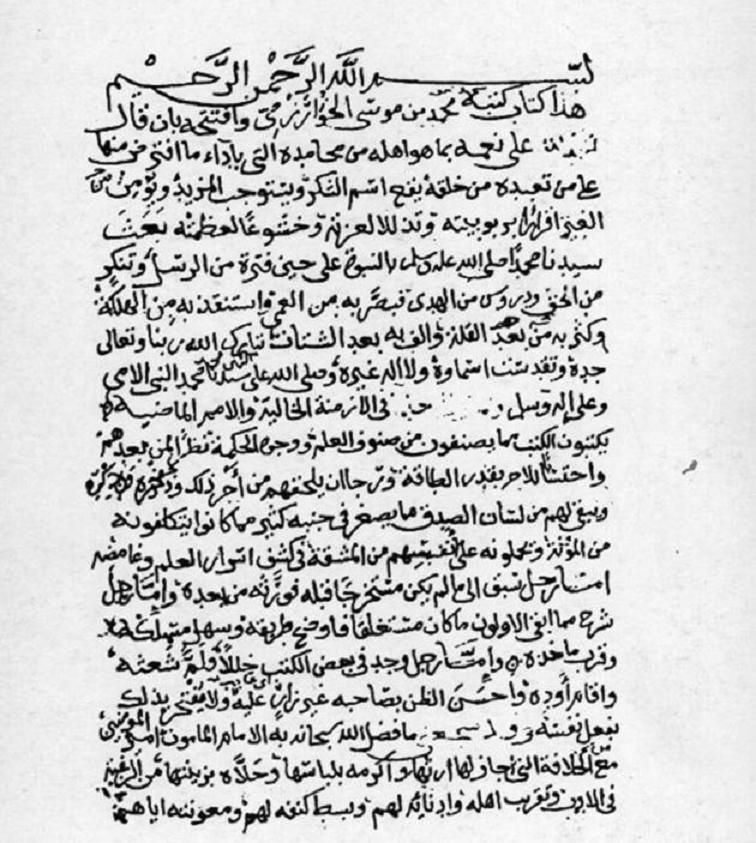 بسم الله الرحمن الرحيم
هذا كتاب كتبه محمد بن موسى الخوارزمي وافتتحه بان قال
على نعمه بما هو اهله من محامده التي باداء ما افترض منها
على من تعبده من خلقه يقع اسم الشكر ويستوجب المزيد ونؤمن من
الغير اقرارا بربوبيته وتذللا لعزته وخشوعا لعظمته بعث
سيدنا محمدا صلى الله عليه وسلم بالنبوة على حين فترة من الرسل وتنكر
من الحق ودروس من الهدى فبصر به من العمى واستنقذ به من الهلكة
وكثر به من بعد القلة والف به بعد الشتات تبارك الله ربنا وتعالى
جده وتقدست اسماؤه ولا اله غيره وصلى الله على سيدنا محمد النبي الامي
وعلى اله وسلم في الازمنة الخالية والامم الماضية
يكتبون الكتب مما يصنفون من صنوف العلم ووجوه الحكمة نظرا لمن بعدهم
واحتسابا للاجر بقدر الطاقة ورجا ان يلحقهم من اجر ذلك وذخره وذكره
ويبقى لهم من لسان الصدق ما يصغر في جنبه كثير مما كانوا يتكلفونه
من المؤنة ويحملونه على انفسهم من المشقة في كشف اسرار العلم وغامضه
اما رجل سبق الى ما لم يكن مستخرجا قبله فورثه من بعده واما رجل
شرح مما ابقى الاولون ما كان مستغلقا فاوضح طريقه وسهل مسلكه
وقرب ماخذه واما رجل وجد في بعض الكتب خللا فلم شعثه
واقام اوده واحسن الظن بصاحبه غير زار عليه ولا مفتخر بذلك
بفعل نفسه ما فضل الله سبحانه به الامام المامون امير المؤمنين
مع الخلافة التي احاز له ارثها واكرمه بلباسها وحلاه بزينتها من الرغبة
في الادب وتقريب اهله وادنائه لهم وبسط كنفه لهم ومعونته اياهم